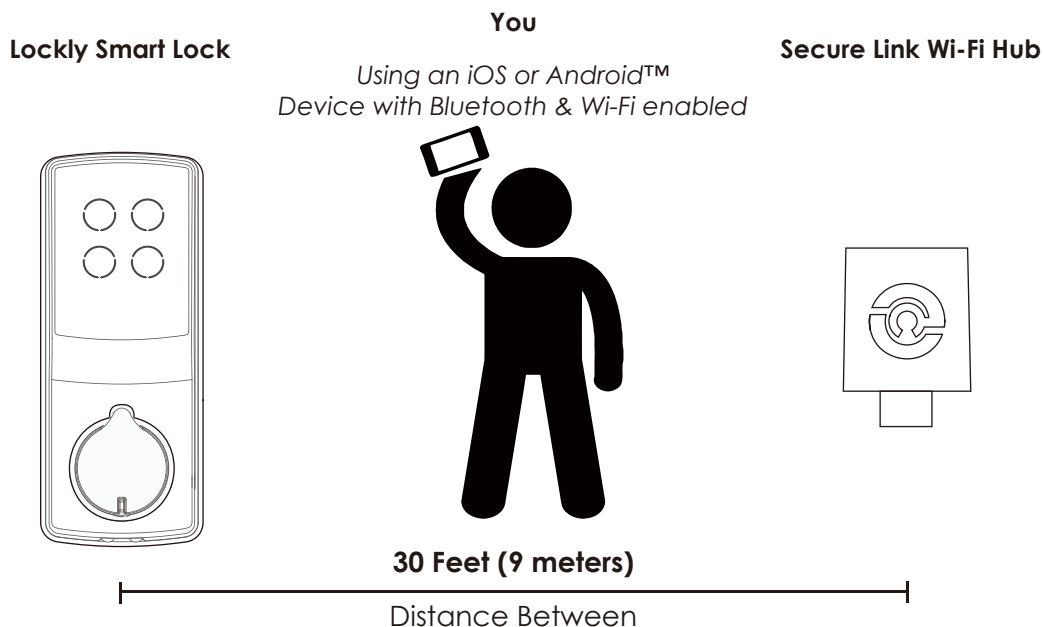 You
Lockly Smart Lock
Secure Link Wi-Fi Hub
Using an iOS or Android™
Device with Bluetooth & Wi-Fi enabled
30 Feet (9 meters)
Distance Between